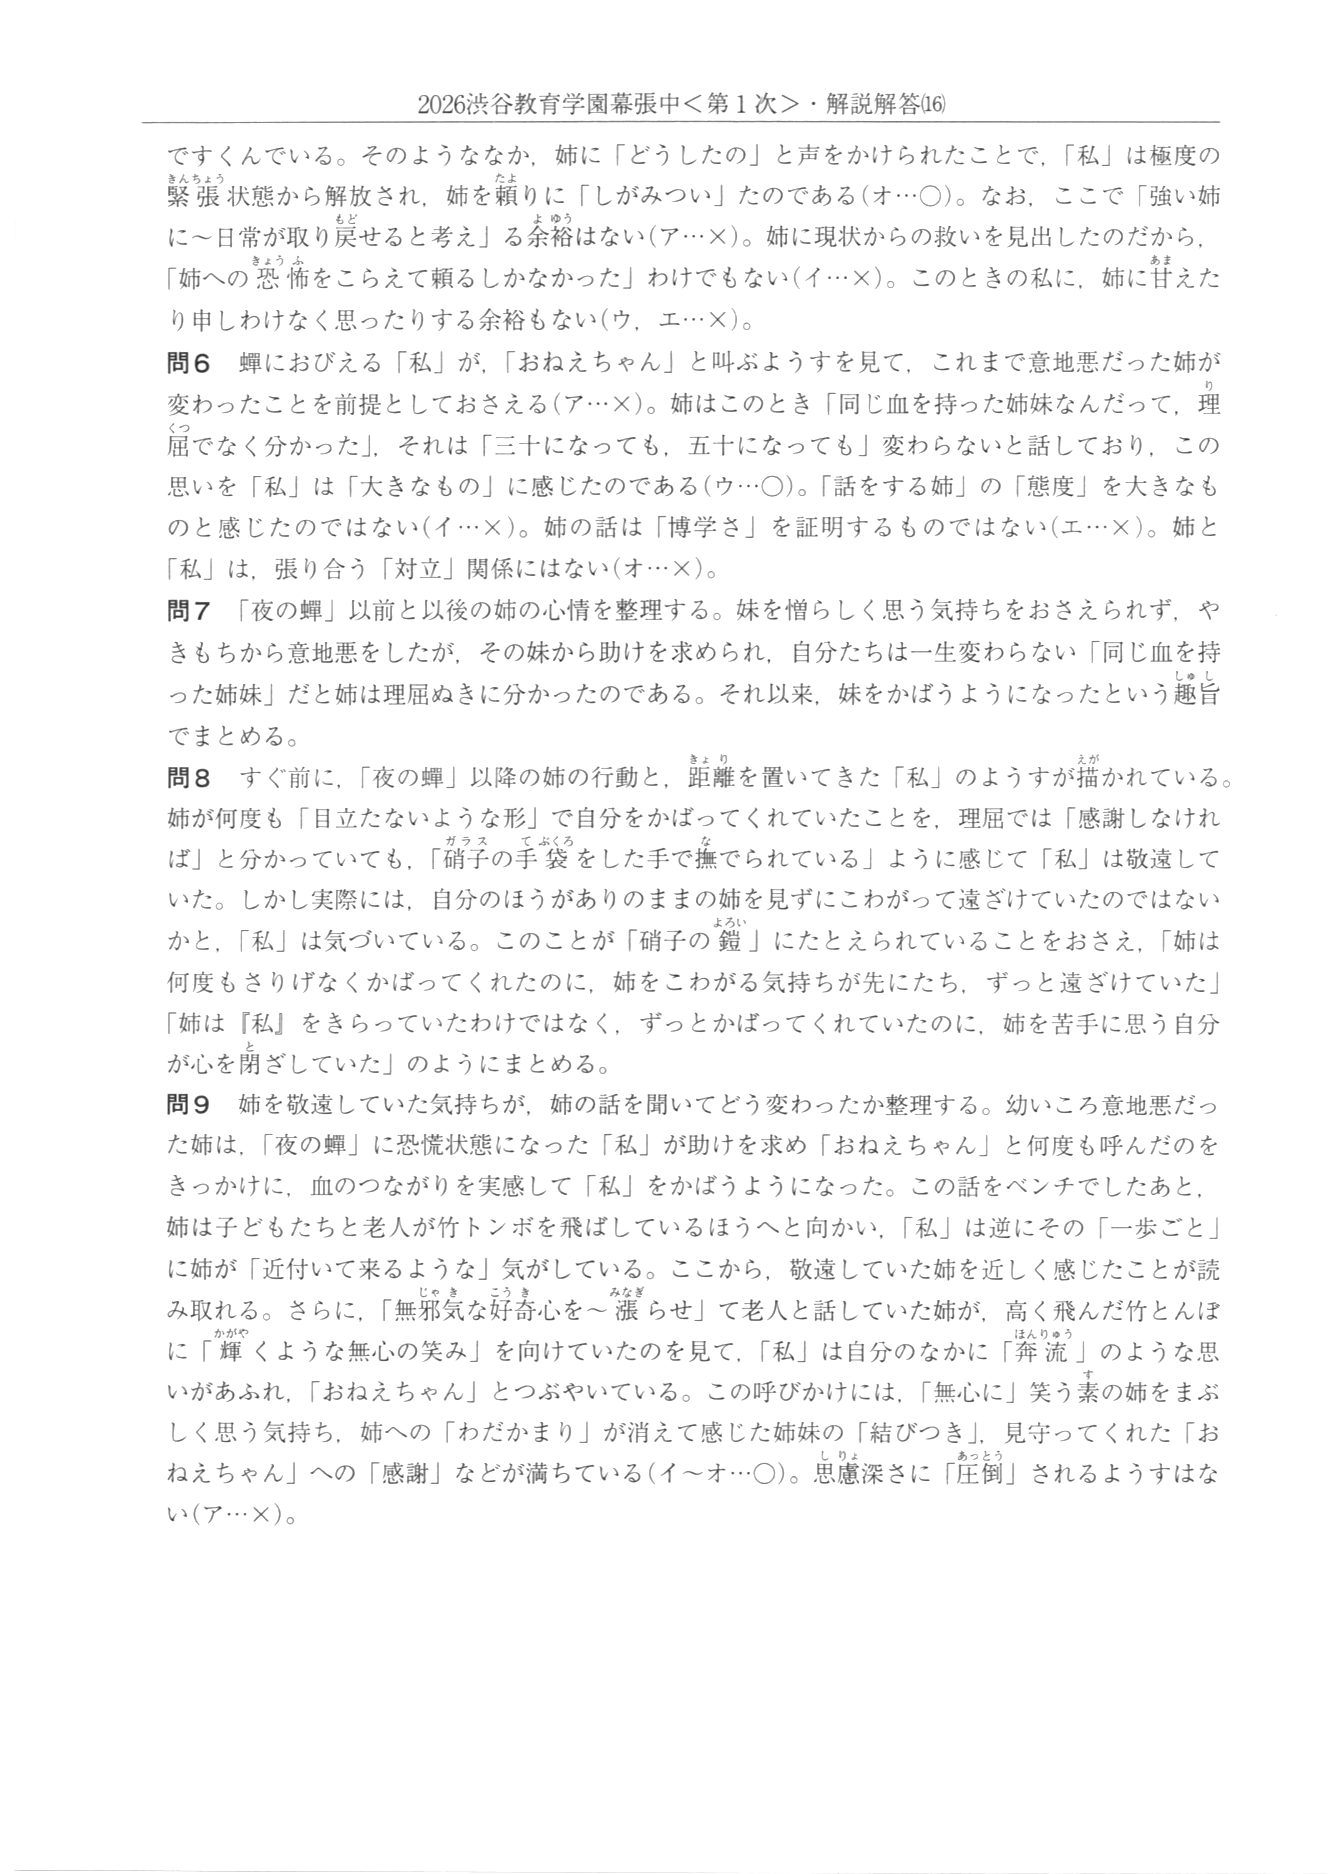 2026渋谷教育学園幕張中<第1次>・解説解答(16)
ですくんでいる。そのようななか，姉に「どうしたの」と声をかけられたことで，「私」は極度の
緊張状態から解放され，姉を頼りに「しがみつい」たのである(オ…○)。なお，ここで「強い姉
に～日常が取り戻せると考え」る余裕はない(ア…×)。姉に現状からの救いを見出したのだから，
「姉への恐怖をこらえて頼るしかなかった」わけでもない(イ…×)。このときの私に，姉に甘えた
り申しわけなく思ったりする余裕もない(ウ，エ…×)。
問6　蟬におびえる「私」が，「おねえちゃん」と叫ぶようすを見て，これまで意地悪だった姉が
変わったことを前提としておさえる(ア…×)。姉はこのとき「同じ血を持った姉妹なんだって，理
屈でなく分かった」，それは「三十になっても，五十になっても」変わらないと話しており，この
思いを「私」は「大きなもの」に感じたのである(ウ…○)。「話をする姉」の「態度」を大きなも
のと感じたのではない(イ…×)。姉の話は「博学さ」を証明するものではない(エ…×)。姉と
「私」は，張り合う「対立」関係にはない(オ…×)。
問7　「夜の蟬」以前と以後の姉の心情を整理する。妹を憎らしく思う気持ちをおさえられず，や
きもちから意地悪をしたが，その妹から助けを求められ，自分たちは一生変わらない「同じ血を持
った姉妹」だと姉は理屈ぬきに分かったのである。それ以来，妹をかばうようになったという趣旨
でまとめる。
問8　すぐ前に，「夜の蟬」以降の姉の行動と，距離を置いてきた「私」のようすが描かれている。
姉が何度も「目立たないような形」で自分をかばってくれていたことを，理屈では「感謝しなけれ
ば」と分かっていても，「硝子の手袋をした手で撫でられている」ように感じて「私」は敬遠して
いた。しかし実際には，自分のほうがありのままの姉を見ずにこわがって遠ざけていたのではない
かと，「私」は気づいている。このことが「硝子の鎧」にたとえられていることをおさえ，「姉は
何度もさりげなくかばってくれたのに，姉をこわがる気持ちが先にたち，ずっと遠ざけていた」
「姉は『私』をきらっていたわけではなく，ずっとかばってくれていたのに，姉を苦手に思う自分
が心を閉ざしていた」のようにまとめる。
問9　姉を敬遠していた気持ちが，姉の話を聞いてどう変わったか整理する。幼いころ意地悪だっ
た姉は，「夜の蟬」に恐慌状態になった「私」が助けを求め「おねえちゃん」と何度も呼んだのを
きっかけに，血のつながりを実感して「私」をかばうようになった。この話をベンチでしたあと，
姉は子どもたちと老人が竹トンボを飛ばしているほうへと向かい，「私」は逆にその「一歩ごと」
に姉が「近付いて来るような」気がしている。ここから，敬遠していた姉を近しく感じたことが読
み取れる。さらに，「無邪気な好奇心を～漲らせ」て老人と話していた姉が，高く飛んだ竹とんぼ
に「輝くような無心の笑み」を向けていたのを見て，「私」は自分のなかに「奔流」のような思
いがあふれ，「おねえちゃん」とつぶやいている。この呼びかけには，「無心に」笑う素の姉をまぶ
しく思う気持ち，姉への「わだかまり」が消えて感じた姉妹の「結びつき」，見守ってくれた「お
ねえちゃん」への「感謝」などが満ちている(イ～オ…○)。思慮深さに「圧倒」されるようすはな
い(ア…×)。